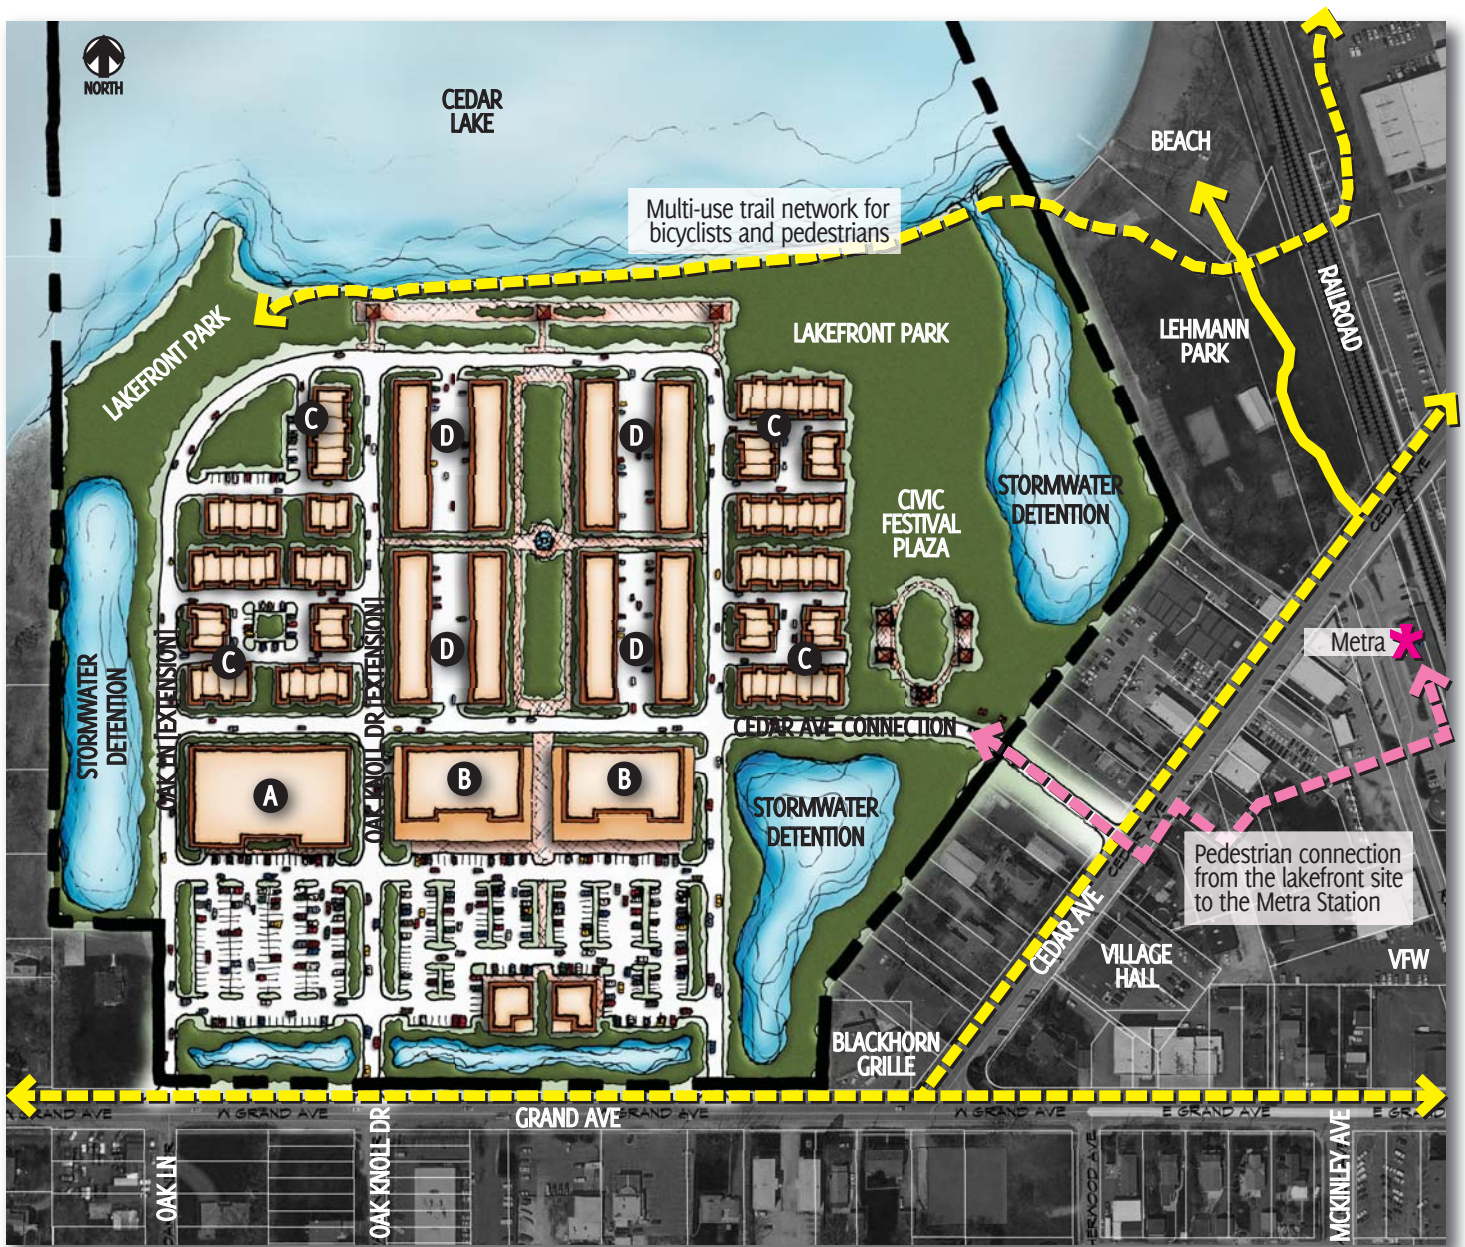 NORTH
CEDAR
LAKE
BEACH
Multi-use trail network for
bicyclists and pedestrians
RAILROAD
LAKEFRONT PARK
LAKEFRONT PARK
LEHMANN
PARK
C
D
D
C
STORMWATER
DETENTION
CIVIC
FESTIVAL
PLAZA
CEDAR AVE
Metra
D
D
C
C
STORMWATER
DETENTION
OAK LN [EXTENSION]
OAK KNOLL DR [EXTENSION]
CEDAR AVE CONNECTION
A
B
B
STORMWATER
DETENTION
Pedestrian connection
from the lakefront site
to the Metra Station
CEDAR AVE
VILLAGE
HALL
VFW
BLACKHORN
GRILLE
W GRAND AVE
GRAND AVE
GRAND AVE
W GRAND AVE
E GRAND AVE
OAK LN
OAK KNOLL DR
MCKINLEY AVE